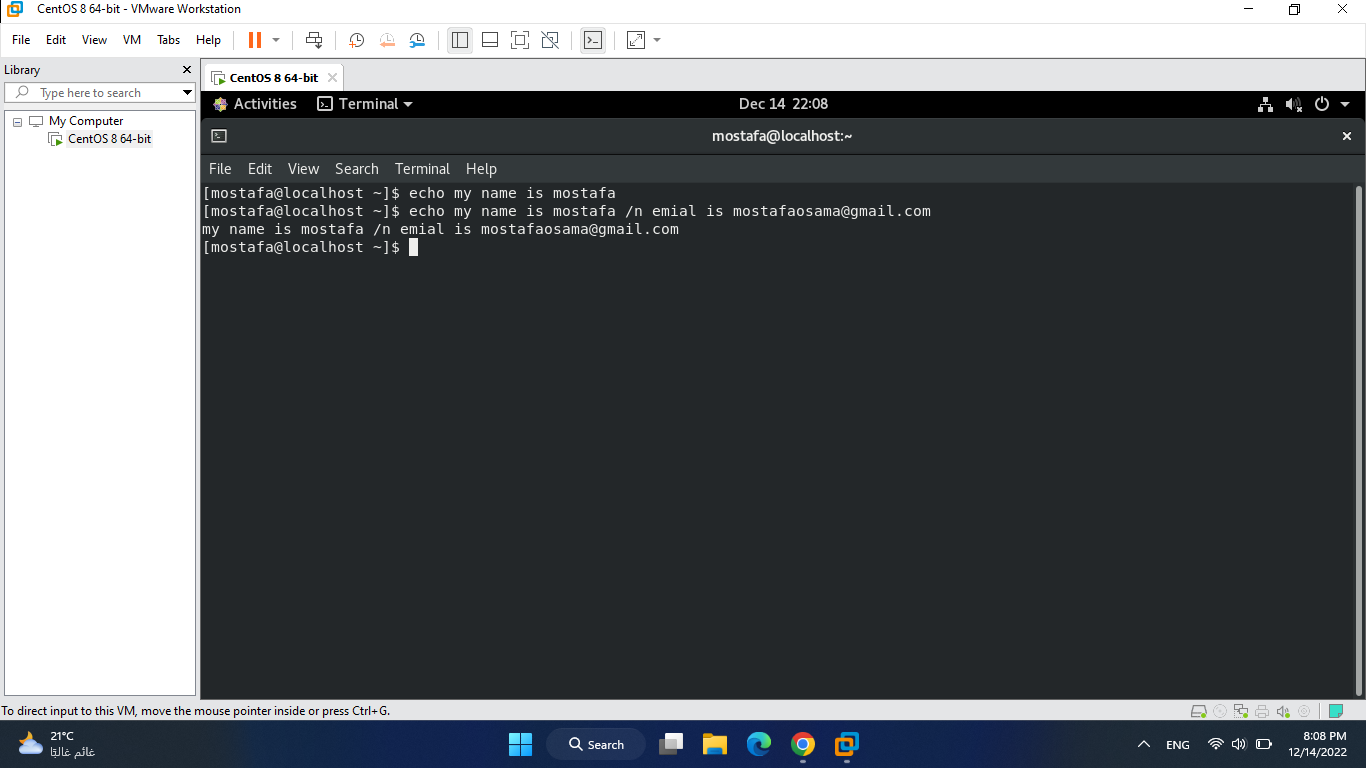 CentOS 8 64-bit - VMware Workstation
File Edit View VM Tabs Help
Library
Type here to search
My Computer
CentOS 8 64-bit
CentOS 8 64-bit
Activities Terminal Dec 14 22:08
mostafa@localhost:~
File Edit View Search Terminal Help
[mostafa@localhost ~]$ echo my name is mostafa
[mostafa@localhost ~]$ echo my name is mostafa /n emial is mostafaosama@gmail.com
my name is mostafa /n emial is mostafaosama@gmail.com
[mostafa@localhost ~]$
To direct input to this VM, move the mouse pointer inside or press Ctrl+G.
21°C
غائم غالبًا
Search
ENG
8:08 PM
12/14/2022